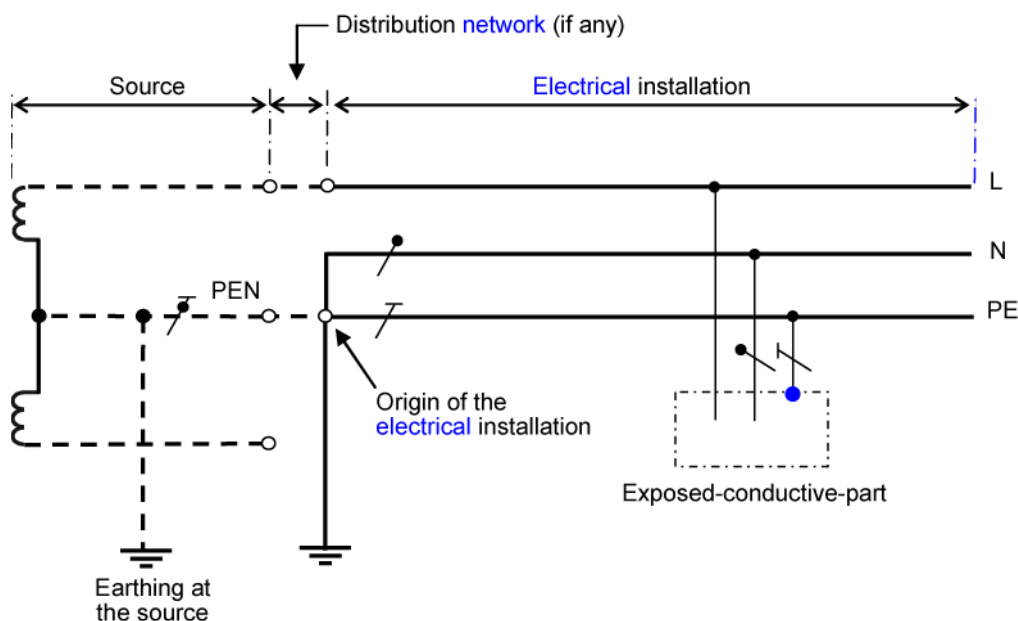 Distribution network (if any)
Source
Electrical installation
L
N
PEN
PE
Origin of the
electrical installation
Exposed-conductive-part
Earthing at
the source